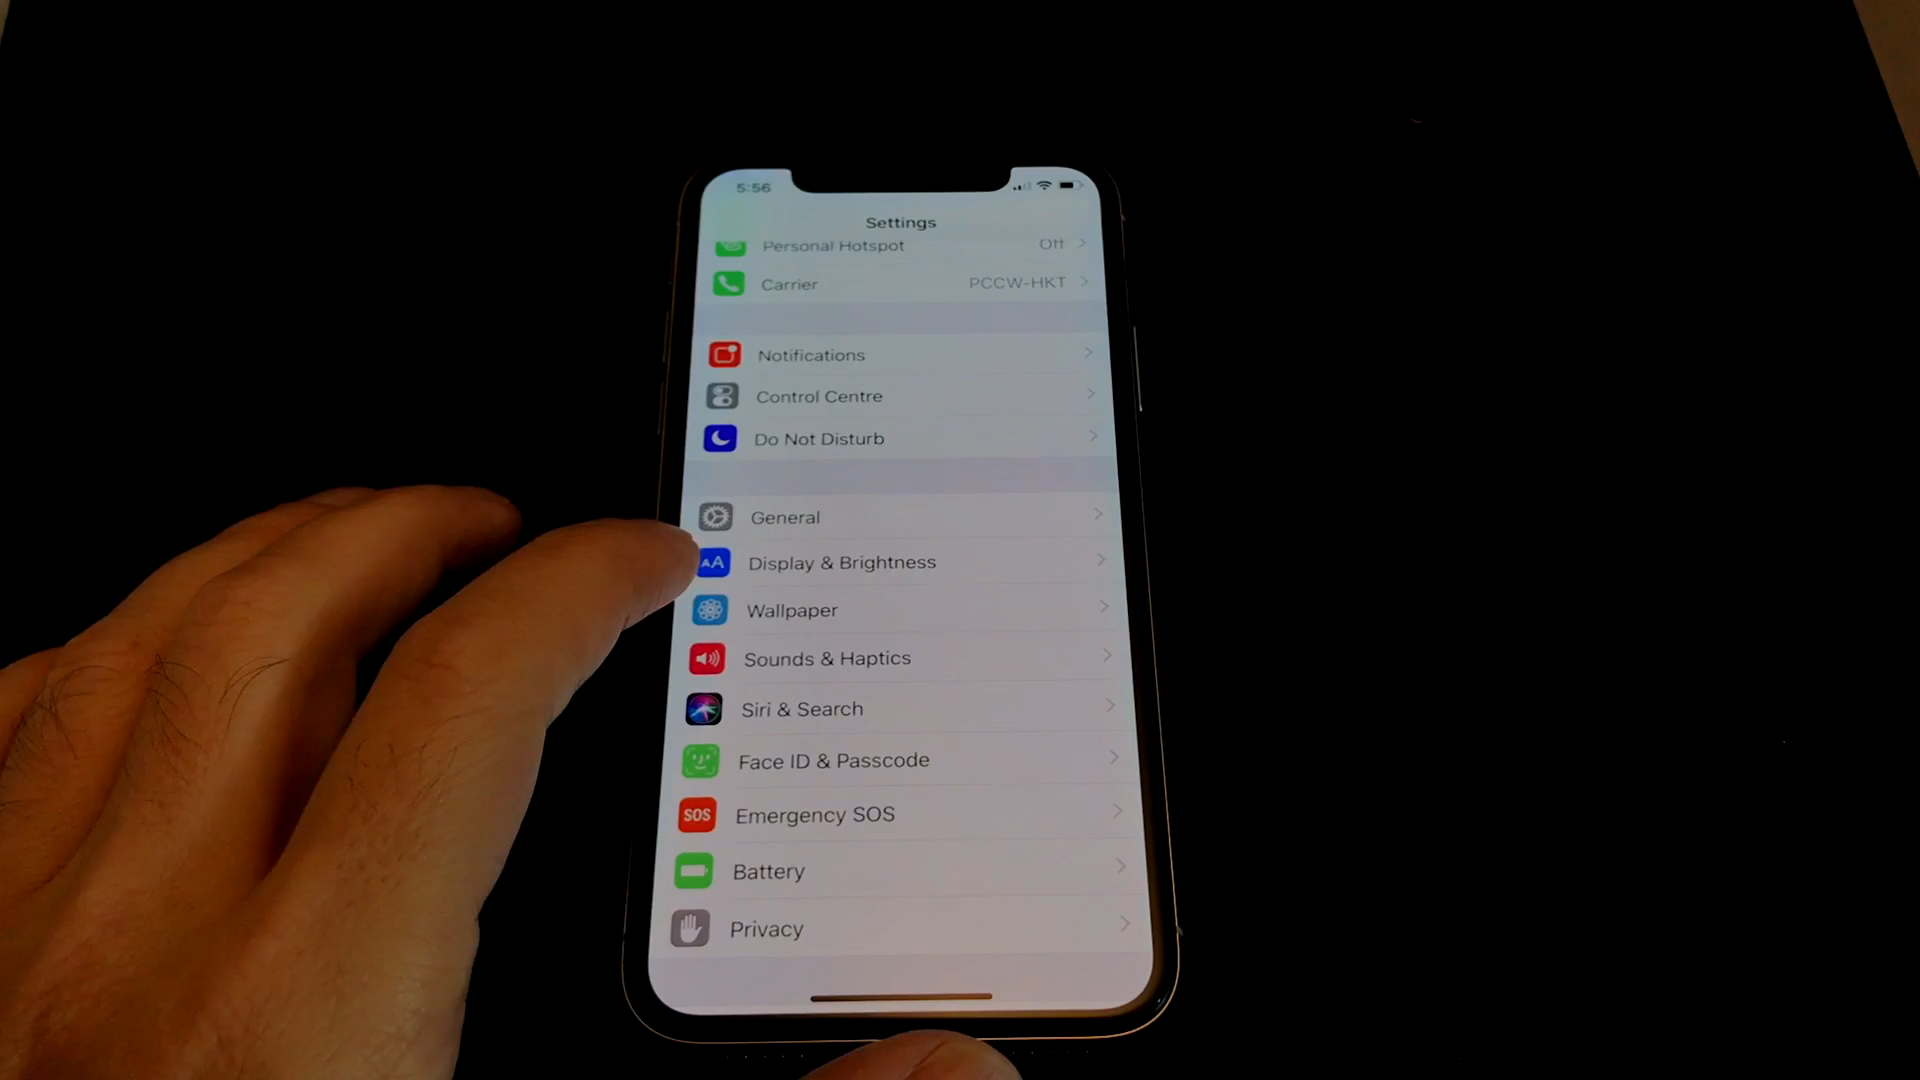 5:56
Settings
Personal Hotspot Off
Carrier PCCW-HKT
Notifications
Control Centre
Do Not Disturb
General
AA Display & Brightness
Wallpaper
Sounds & Haptics
Siri & Search
Face ID & Passcode
SOS Emergency SOS
Battery
Privacy